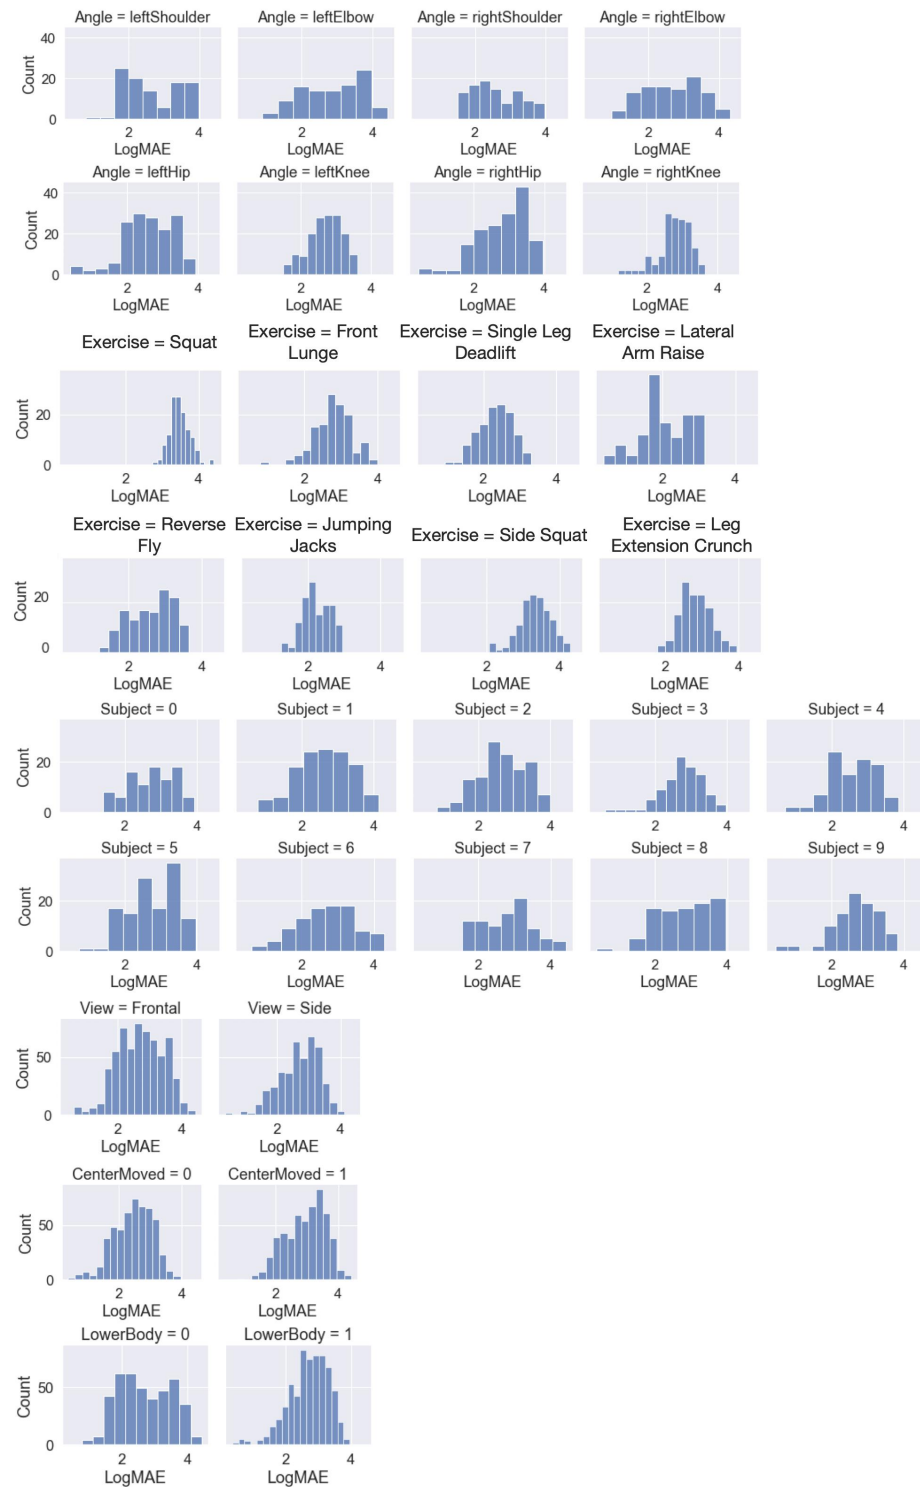 Angle = leftShoulder Angle = leftElbow Angle = rightShoulder Angle = rightElbow
40
20
0
Count
2 4 2 4 2 4 2 4
LogMAE LogMAE LogMAE LogMAE
Angle = leftHip Angle = leftKnee Angle = rightHip Angle = rightKnee
40
20
0
Count
2 4 2 4 2 4 2 4
LogMAE LogMAE LogMAE LogMAE
Exercise = Squat
Exercise = Front
Lunge
Exercise = Single Leg
Deadlift
Exercise = Lateral
Arm Raise
20
0
Count
2 4 2 4 2 4 2 4
LogMAE LogMAE LogMAE LogMAE
Exercise = Reverse
Fly
Exercise = Jumping
Jacks
Exercise = Side Squat
Exercise = Leg
Extension Crunch
20
0
Count
2 4 2 4 2 4 2 4
LogMAE LogMAE LogMAE LogMAE
Subject = 0 Subject = 1 Subject = 2 Subject = 3 Subject = 4
20
0
Count
2 4 2 4 2 4 2 4 2 4
Subject = 5 Subject = 6 Subject = 7 Subject = 8 Subject = 9
20
0
Count
2 4 2 4 2 4 2 4 2 4
LogMAE LogMAE LogMAE LogMAE LogMAE
View = Frontal View = Side
50
0
Count
2 4 2 4
LogMAE LogMAE
CenterMoved = 0 CenterMoved = 1
50
0
Count
2 4 2 4
LogMAE LogMAE
LowerBody = 0 LowerBody = 1
50
0
Count
2 4 2 4
LogMAE LogMAE